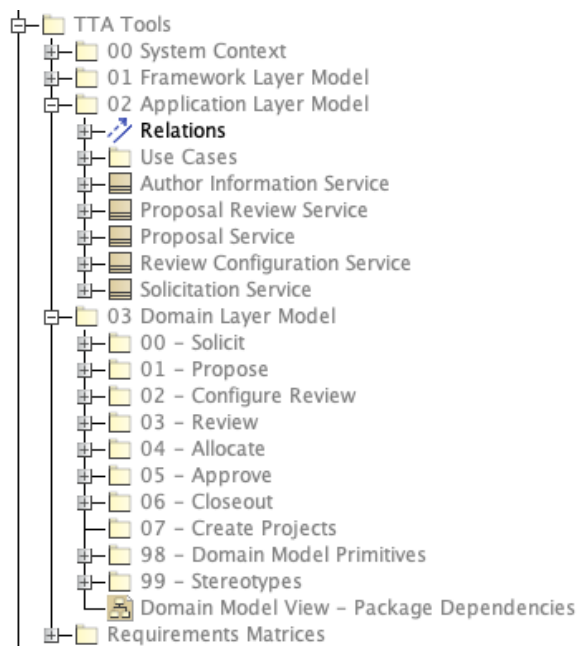 TTA Tools
00 System Context
01 Framework Layer Model
02 Application Layer Model
Relations
Use Cases
Author Information Service
Proposal Review Service
Proposal Service
Review Configuration Service
Solicitation Service
03 Domain Layer Model
00 – Solicit
01 – Propose
02 – Configure Review
03 – Review
04 – Allocate
05 – Approve
06 – Closeout
07 – Create Projects
98 – Domain Model Primitives
99 – Stereotypes
Domain Model View – Package Dependencies
Requirements Matrices